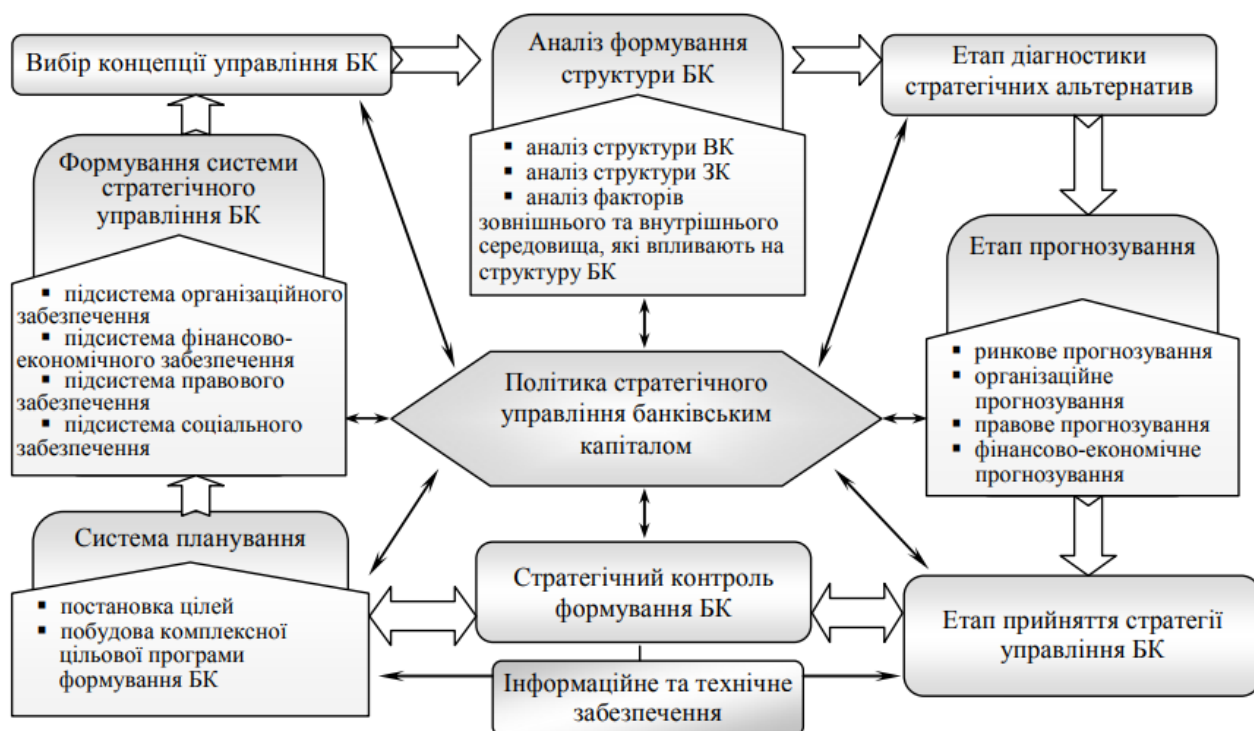 Вибір концепції управління БК
Аналіз формування
структури БК
▪ аналіз структури ВК
▪ аналіз структури ЗК
▪ аналіз факторів
зовнішнього та внутрішнього
середовища, які впливають на
структуру БК
Етап діагностики
стратегічних альтернатив
Формування системи
стратегічного
управління БК
▪ підсистема організаційного
забезпечення
▪ підсистема фінансово-
економічного забезпечення
▪ підсистема правового
забезпечення
▪ підсистема соціального
забезпечення
Політика стратегічного
управління банківським
капіталом
Етап прогнозування
▪ ринкове прогнозування
▪ організаційне
прогнозування
▪ правове прогнозування
▪ фінансово-економічне
прогнозування
Система планування
▪ постановка цілей
▪ побудова комплексної
цільової програми
формування БК
Стратегічний контроль
формування БК
Інформаційне та технічне
забезпечення
Етап прийняття стратегії
управління БК